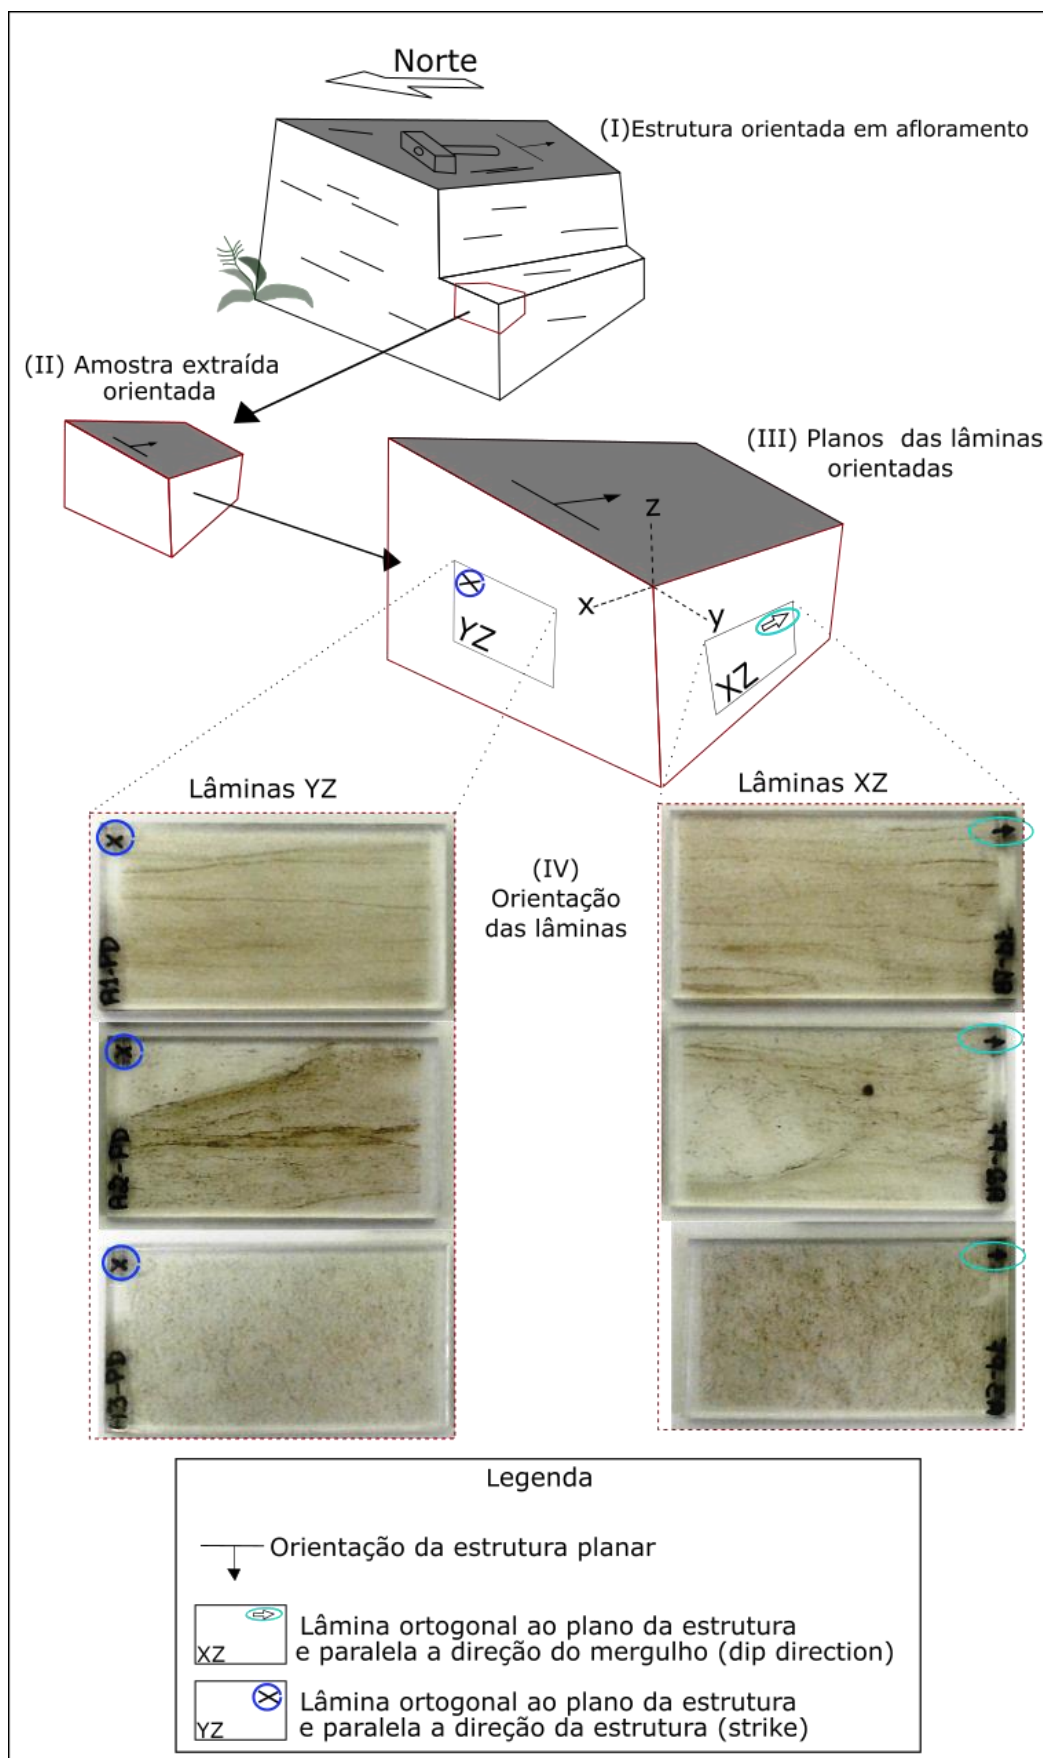 Norte
(I)Estrutura orientada em afloramento
(II) Amostra extraída
orientada
(III) Planos das lâminas
orientadas
z
x
y
YZ
XZ
Lâminas YZ
Lâminas XZ
(IV)
Orientação
das lâminas
X
A1-PD
X
A2-PD
X
A3-PD
Legenda
Orientação da estrutura planar
XZ
Lâmina ortogonal ao plano da estrutura
e paralela a direção do mergulho (dip direction)
YZ
Lâmina ortogonal ao plano da estrutura
e paralela a direção da estrutura (strike)